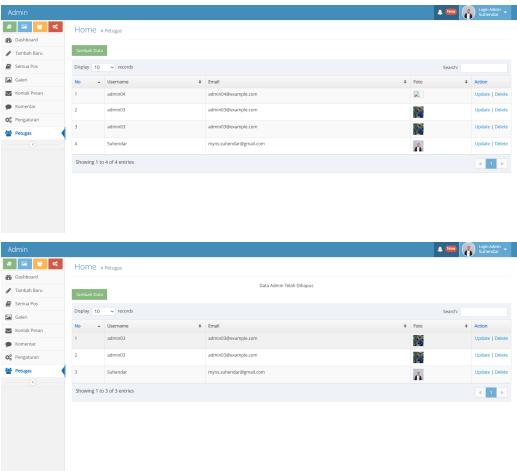 Admin
New
Login Admin
Suhendar
Home » Petugas
Dashboard
Tambah Baru
Semua Pos
Galeri
Kontak Pesan
Komentar
Pengaturan
Petugas
Tambah Data
Display 10 records
Search:
No Username Email Foto Action
1 admin04 admin04@example.com Update | Delete
2 admin03 admin03@example.com Update | Delete
3 admin03 admin03@example.com Update | Delete
4 Suhendar myns.suhendar@gmail.com Update | Delete
Showing 1 to 4 of 4 entries
« 1 »
Admin
New
Login Admin
Suhendar
Home » Petugas
Dashboard
Tambah Baru
Semua Pos
Galeri
Kontak Pesan
Komentar
Pengaturan
Petugas
Data Admin Telah Dihapus
Tambah Data
Display 10 records
Search:
No Username Email Foto Action
1 admin03 admin03@example.com Update | Delete
2 admin03 admin03@example.com Update | Delete
3 Suhendar myns.suhendar@gmail.com Update | Delete
Showing 1 to 3 of 3 entries
« 1 »